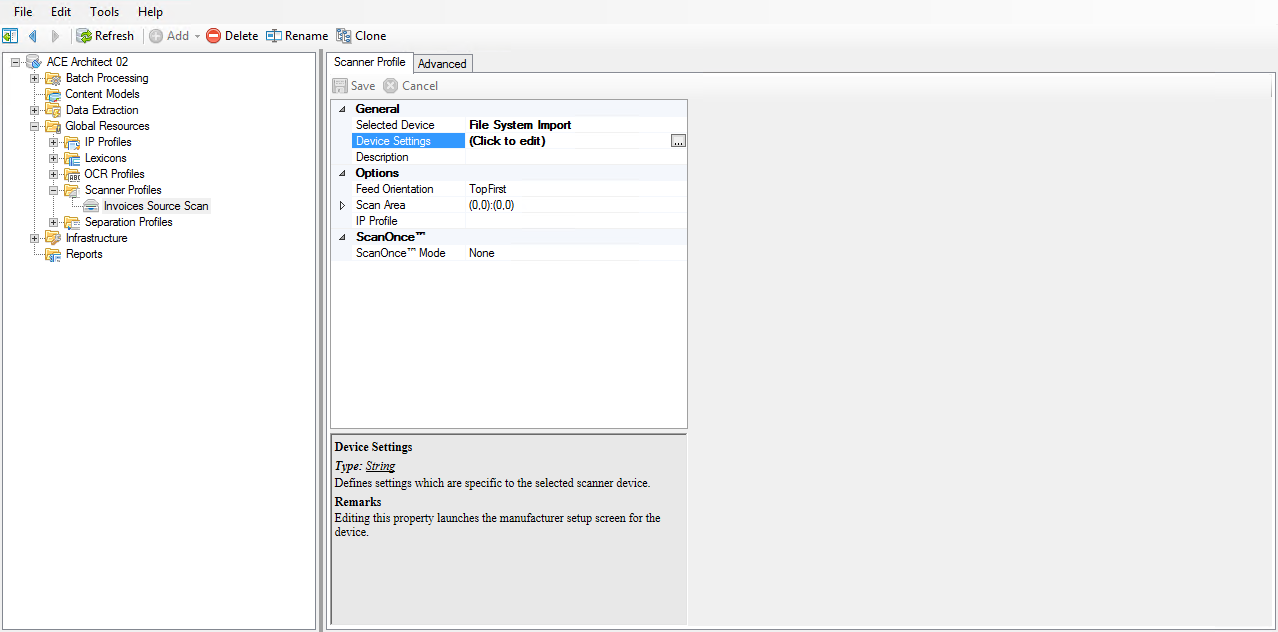 File Edit Tools Help
Refresh Add Delete Rename Clone
ACE Architect 02
Batch Processing
Content Models
Data Extraction
Global Resources
IP Profiles
Lexicons
OCR Profiles
Scanner Profiles
Invoices Source Scan
Separation Profiles
Infrastructure
Reports
Scanner Profile Advanced
Save Cancel
General
Selected Device File System Import
Device Settings (Click to edit) ...
Description
Options
Feed Orientation TopFirst
Scan Area (0,0):(0,0)
IP Profile
ScanOnce™
ScanOnce™ Mode None
Device Settings
Type: String
Defines settings which are specific to the selected scanner device.
Remarks
Editing this property launches the manufacturer setup screen for the
device.